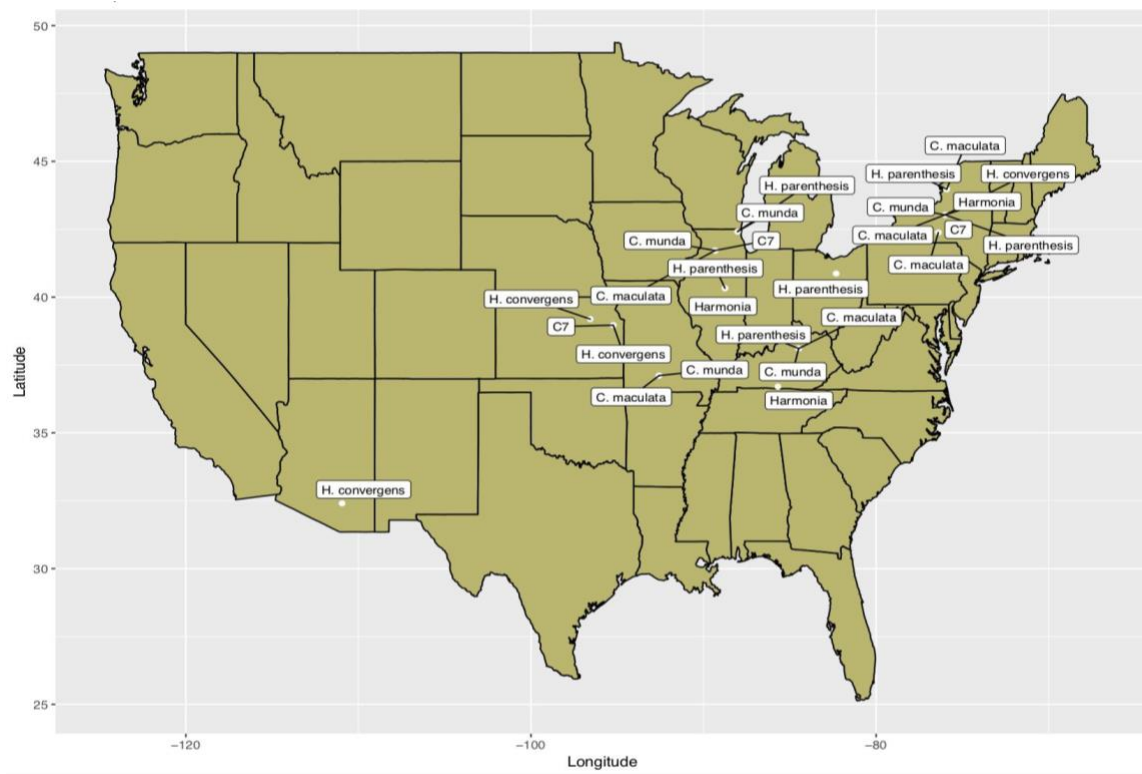 50
45
40
35
30
25
Latitude
C. maculata
H. parenthesis
H. convergens
H. parenthesis
C. munda
Harmonia
C. munda
C. munda
C7
C. maculata
C7
H. parenthesis
H. parenthesis
C. maculata
H. parenthesis
C. maculata
H. convergens
Harmonia
C. maculata
C7
H. parenthesis
H. convergens
C. munda
C. munda
C. maculata
Harmonia
H. convergens
−120
−100
−80
Longitude